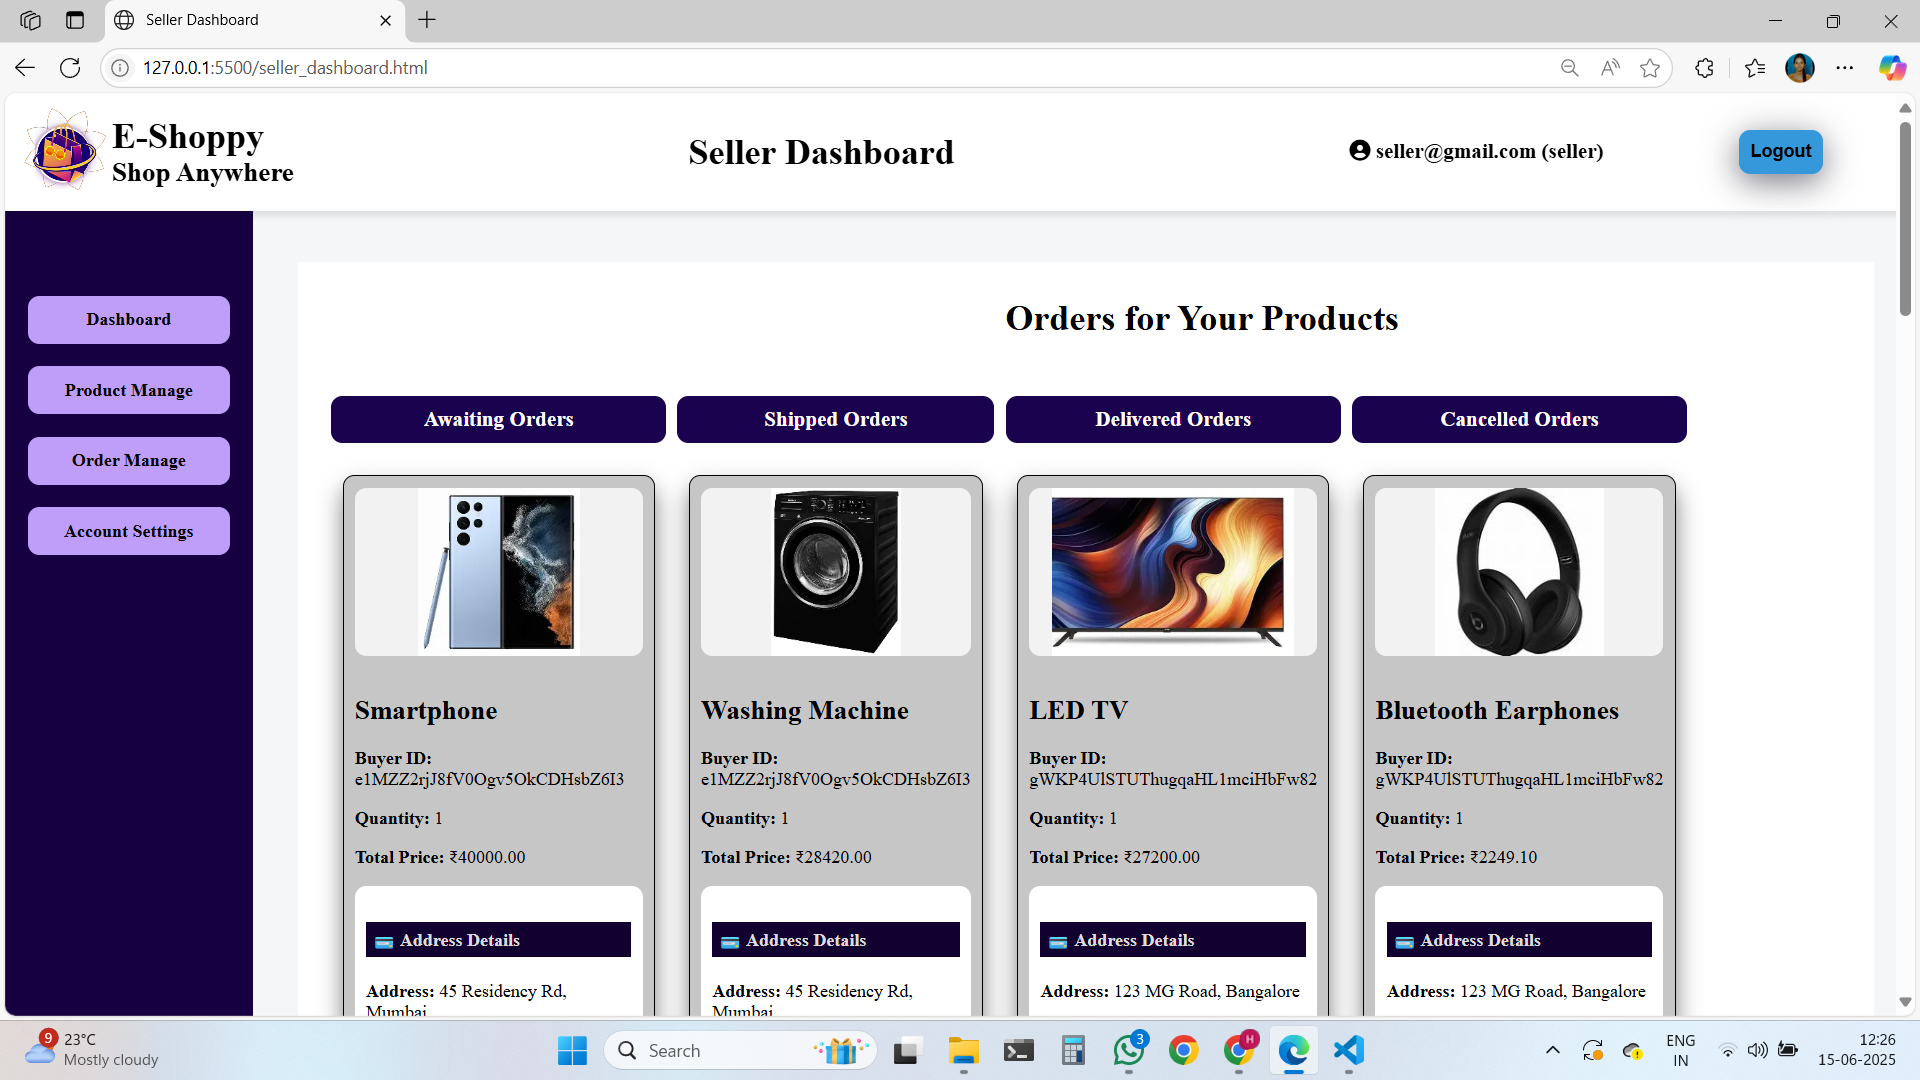 Seller Dashboard
127.0.0.1:5500/seller_dashboard.html
E-Shoppy
Shop Anywhere
Seller Dashboard
seller@gmail.com (seller)
Logout
Dashboard
Product Manage
Order Manage
Account Settings
Orders for Your Products
Awaiting Orders
Shipped Orders
Delivered Orders
Cancelled Orders
Smartphone
Buyer ID:
e1MZZ2rjJ8fV0Ogv5OkCDHsbZ6I3
Quantity: 1
Total Price: ₹40000.00
Address Details
Address: 45 Residency Rd,
Mumbai
Washing Machine
Buyer ID:
e1MZZ2rjJ8fV0Ogv5OkCDHsbZ6I3
Quantity: 1
Total Price: ₹28420.00
Address Details
Address: 45 Residency Rd,
Mumbai
LED TV
Buyer ID:
gWKP4UlSTUThugqaHL1mciHbFw82
Quantity: 1
Total Price: ₹27200.00
Address Details
Address: 123 MG Road, Bangalore
Bluetooth Earphones
Buyer ID:
gWKP4UlSTUThugqaHL1mciHbFw82
Quantity: 1
Total Price: ₹2249.10
Address Details
Address: 123 MG Road, Bangalore
9
23°C
Mostly cloudy
Search
3
H
ENG
IN
12:26
15-06-2025